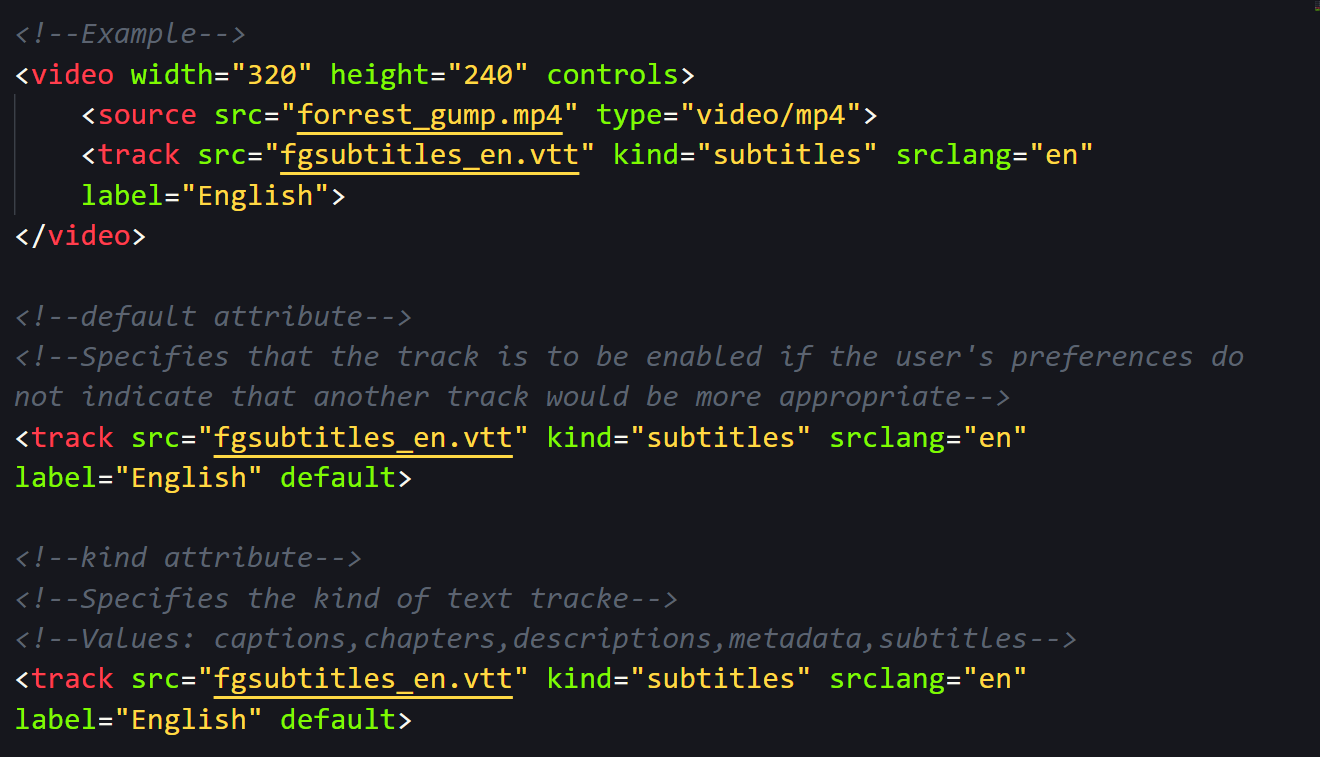 <!--Example-->
<video width="320" height="240" controls>
<source src="forrest_gump.mp4" type="video/mp4">
<track src="fgsubtitles_en.vtt" kind="subtitles" srclang="en"
label="English">
</video>
<!--default attribute-->
<!--Specifies that the track is to be enabled if the user's preferences do
not indicate that another track would be more appropriate-->
<track src="fgsubtitles_en.vtt" kind="subtitles" srclang="en"
label="English" default>
<!--kind attribute-->
<!--Specifies the kind of text tracke-->
<!--Values: captions,chapters,descriptions,metadata,subtitles-->
<track src="fgsubtitles_en.vtt" kind="subtitles" srclang="en"
label="English" default>